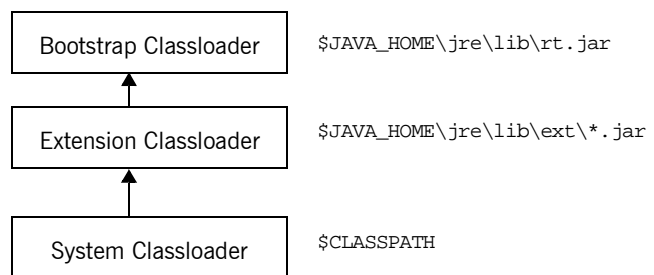 Bootstrap Classloader $JAVA_HOME\jre\lib\rt.jar
Extension Classloader $JAVA_HOME\jre\lib\ext\*.jar
System Classloader $CLASSPATH